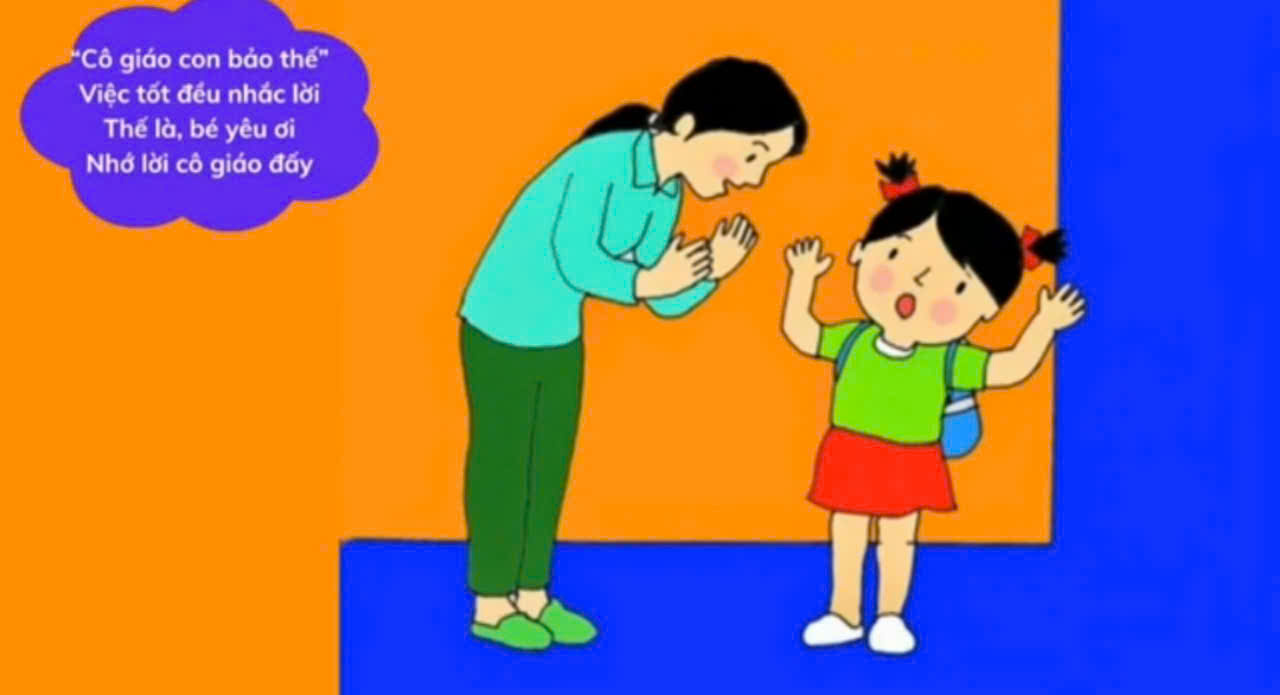 “Cô giáo con bảo thế”
Việc tốt đều nhắc lời
Thế là, bé yêu ơi
Nhớ lời cô giáo đấy